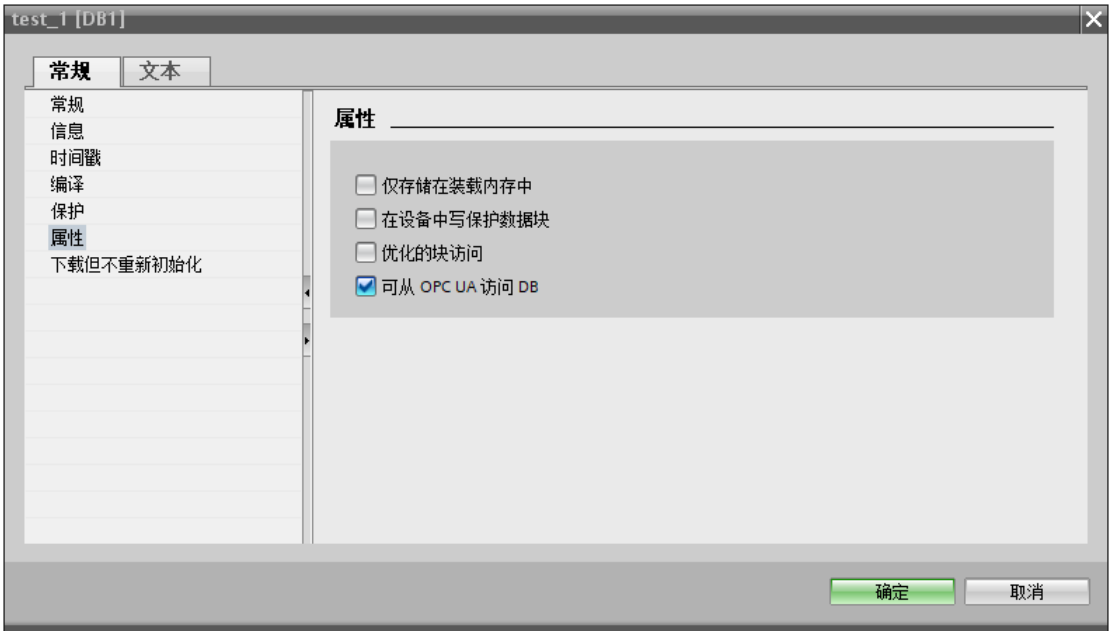 test_1 [DB1]
常规 文本
常规
信息
时间戳
编译
保护
属性
下载但不重新初始化
属性
仅存储在装载内存中
在设备中写保护数据块
优化的块访问
可从 OPC UA 访问 DB
确定 取消